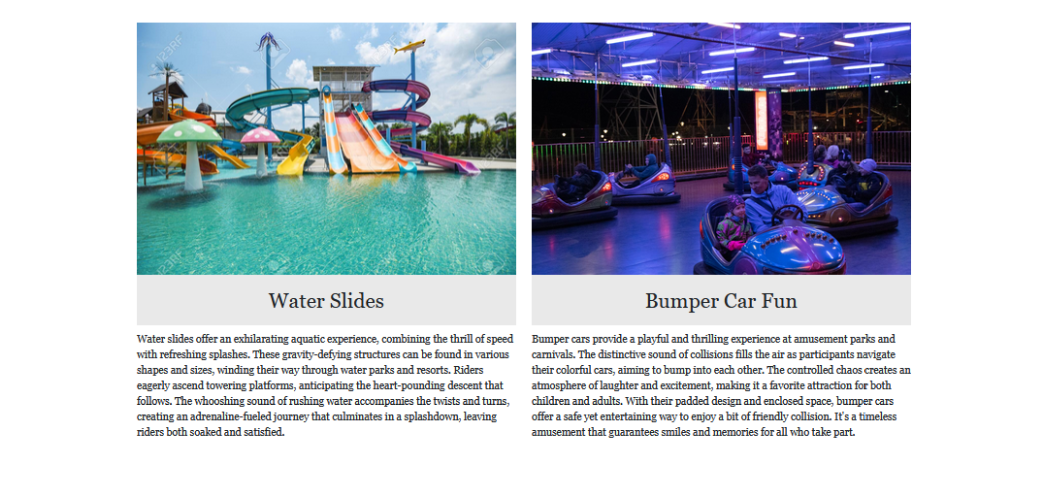 Water Slides
Water slides offer an exhilarating aquatic experience, combining the thrill of speed
with refreshing splashes. These gravity-defying structures can be found in various
shapes and sizes, winding their way through water parks and resorts. Riders
eagerly ascend towering platforms, anticipating the heart-pounding descent that
follows. The whooshing sound of rushing water accompanies the twists and turns,
creating an adrenaline-fueled journey that culminates in a splashdown, leaving
riders both soaked and satisfied.
Bumper Car Fun
Bumper cars provide a playful and thrilling experience at amusement parks and
carnivals. The distinctive sound of collisions fills the air as participants navigate
their colorful cars, aiming to bump into each other. The controlled chaos creates an
atmosphere of laughter and excitement, making it a favorite attraction for both
children and adults. With their padded design and enclosed space, bumper cars
offer a safe yet entertaining way to enjoy a bit of friendly collision. It's a timeless
amusement that guarantees smiles and memories for all who take part.